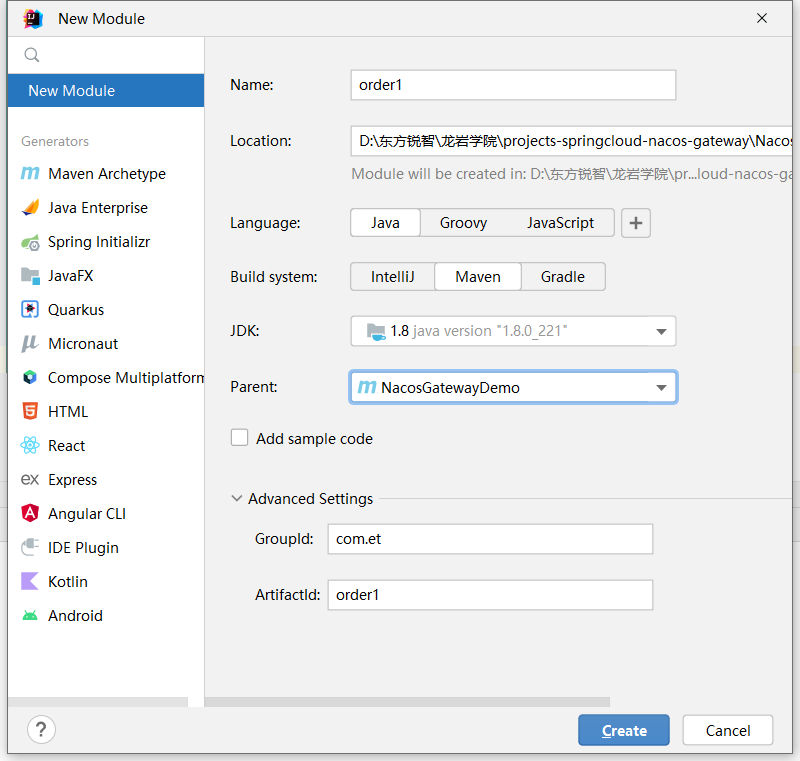 New Module
New Module
Generators
Maven Archetype
Java Enterprise
Spring Initializr
JavaFX
Quarkus
Micronaut
Compose Multiplatform
HTML
React
ex Express
Angular CLI
IDE Plugin
Kotlin
Android
Name: order1
Location: D:\东方锐智\龙岩学院\projects-springcloud-nacos-gateway\Nacos
Module will be created in: D:\东方锐智\龙岩学院\pr...loud-nacos-ga
Language: Java Groovy JavaScript +
Build system: IntelliJ Maven Gradle
JDK: 1.8 java version "1.8.0_221"
Parent: m NacosGatewayDemo
Add sample code
Advanced Settings
GroupId: com.et
ArtifactId: order1
? Create Cancel